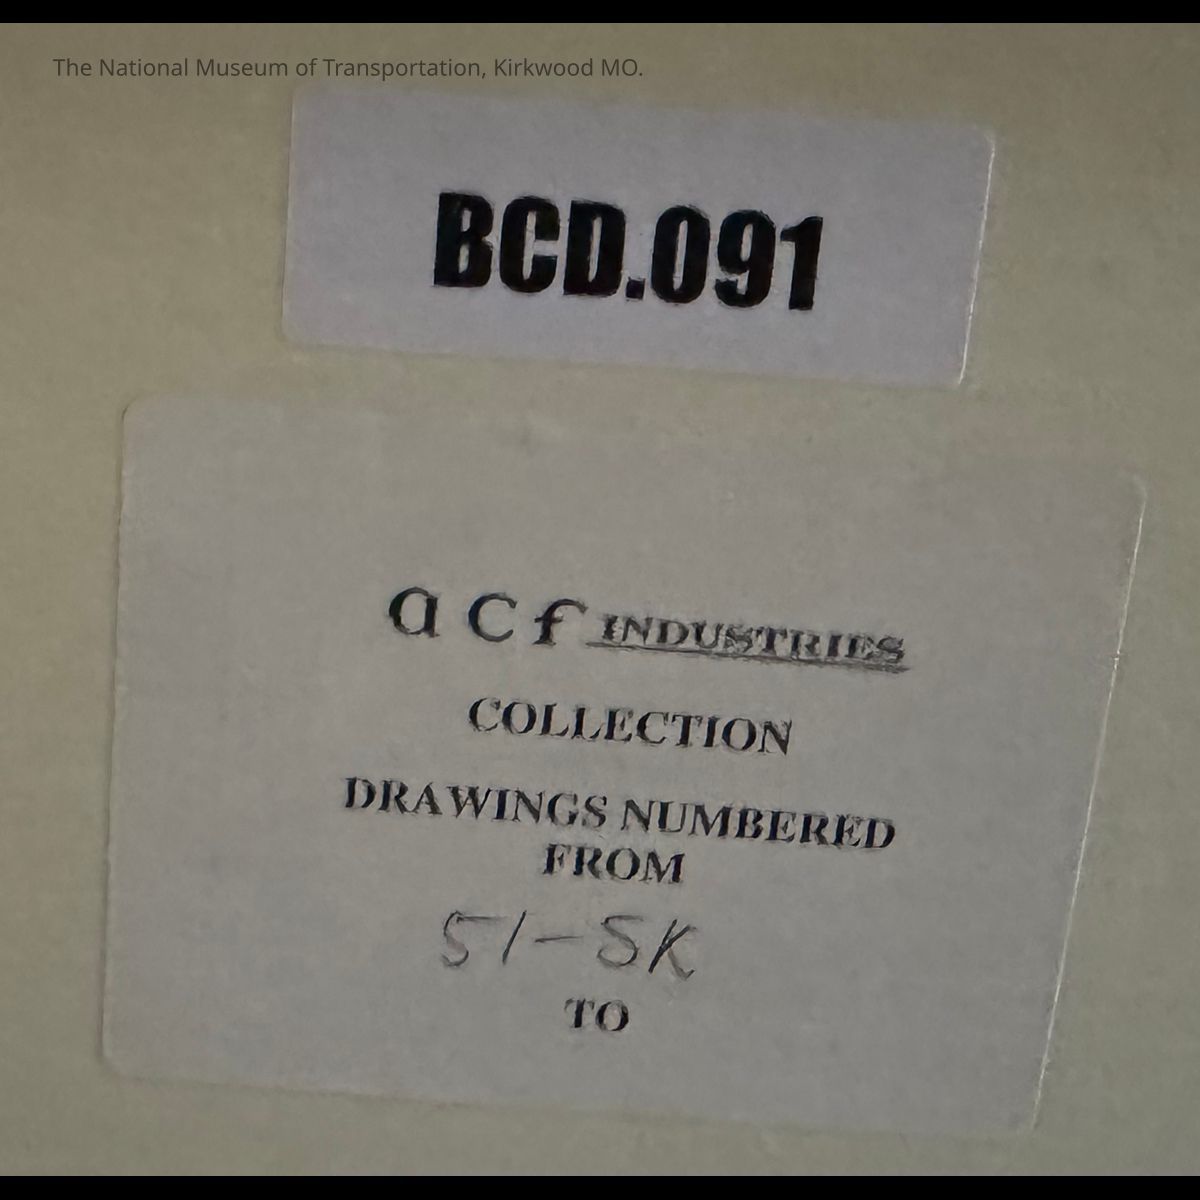 The National Museum of Transportation, Kirkwood MO.
BCD.091
acf INDUSTRIES
COLLECTION
DRAWINGS NUMBERED
FROM
51-SK
TO